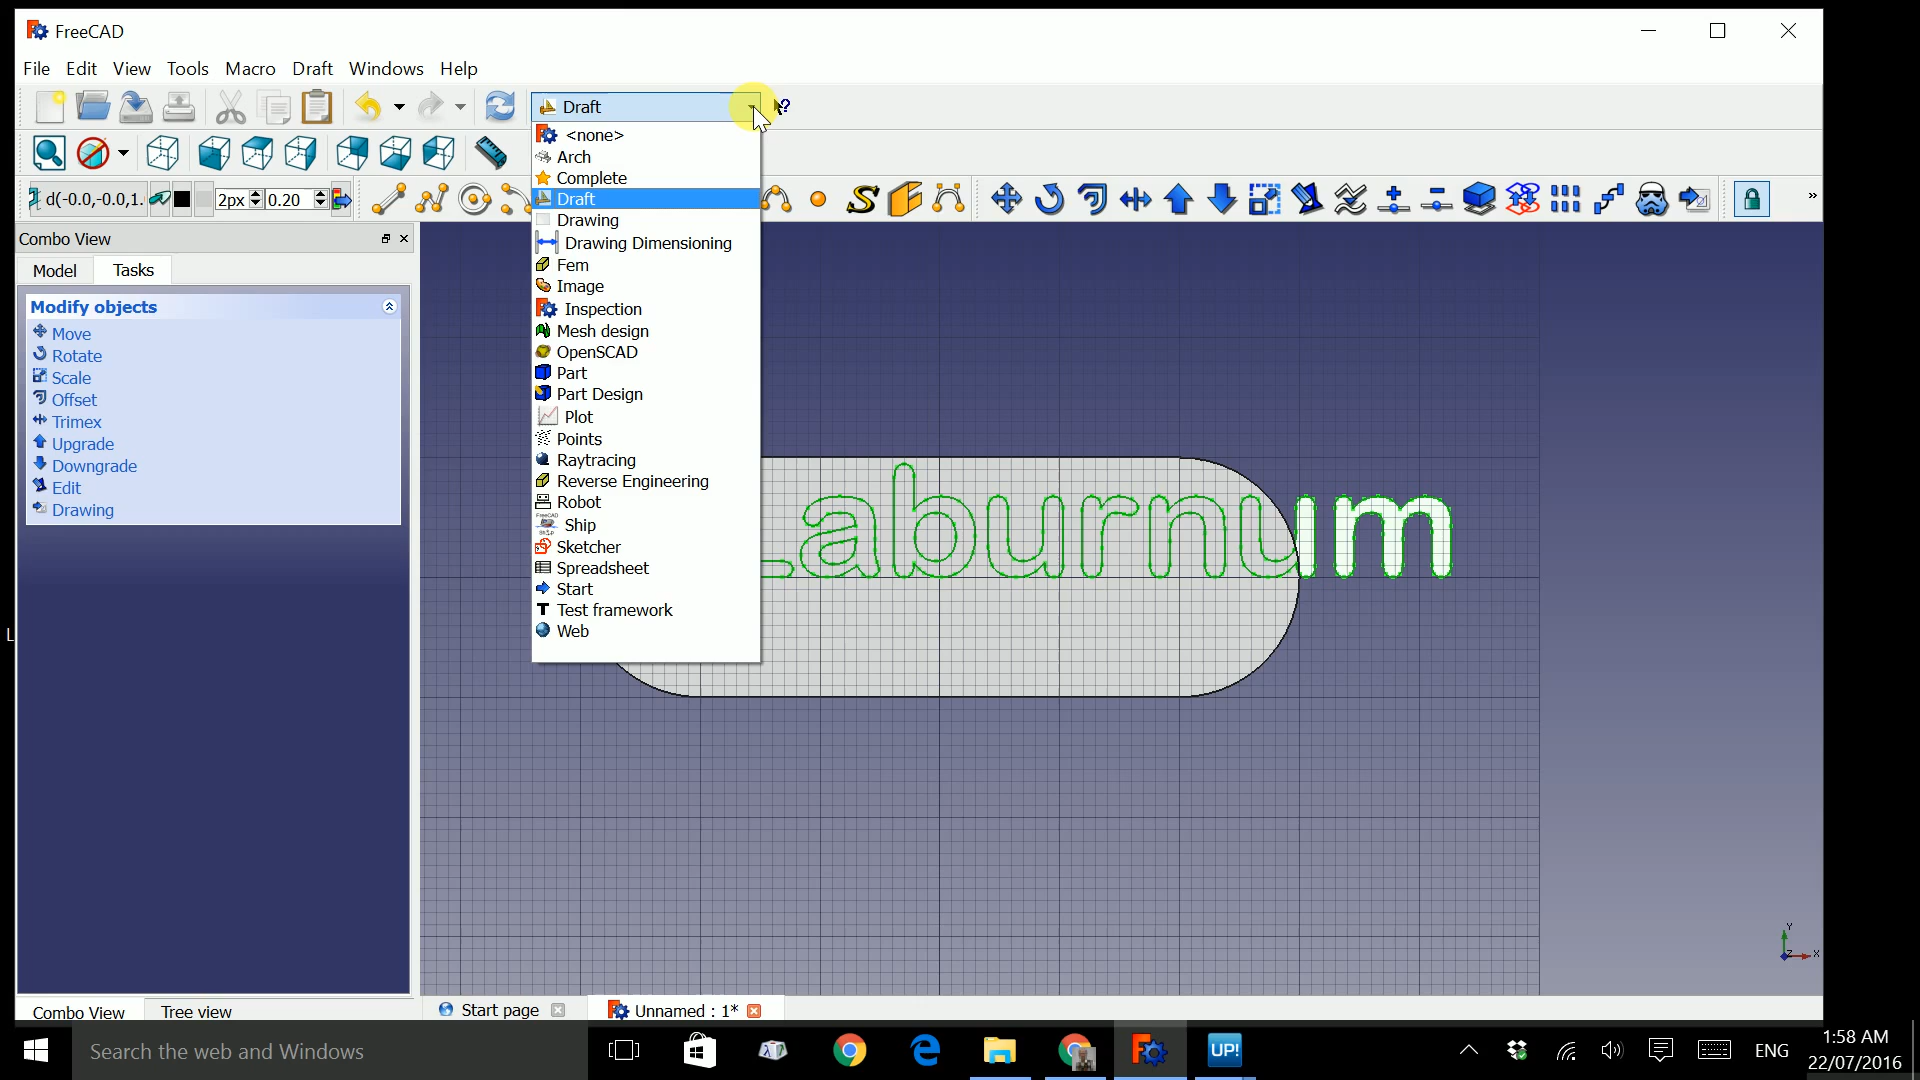 FreeCAD
File Edit View Tools Macro Draft Windows Help
Draft
<none>
Arch
Complete
d(-0.0,-0.0,1. 2px 0.20
Draft
Drawing
Combo View
Drawing Dimensioning
Model Tasks
Fem
Image
Modify objects
Inspection
Move
Mesh design
Rotate
OpenSCAD
Scale
Part
Offset
Part Design
Trimex
Plot
Upgrade
Points
Downgrade
Raytracing
Edit
Reverse Engineering
Drawing
Robot
Ship
Sketcher
Spreadsheet
Start
Test framework
Web
Laburnum
L
Y
Z X
Combo View Tree view Start page Unnamed : 1*
Search the web and Windows
UP!
ENG
1:58 AM
22/07/2016